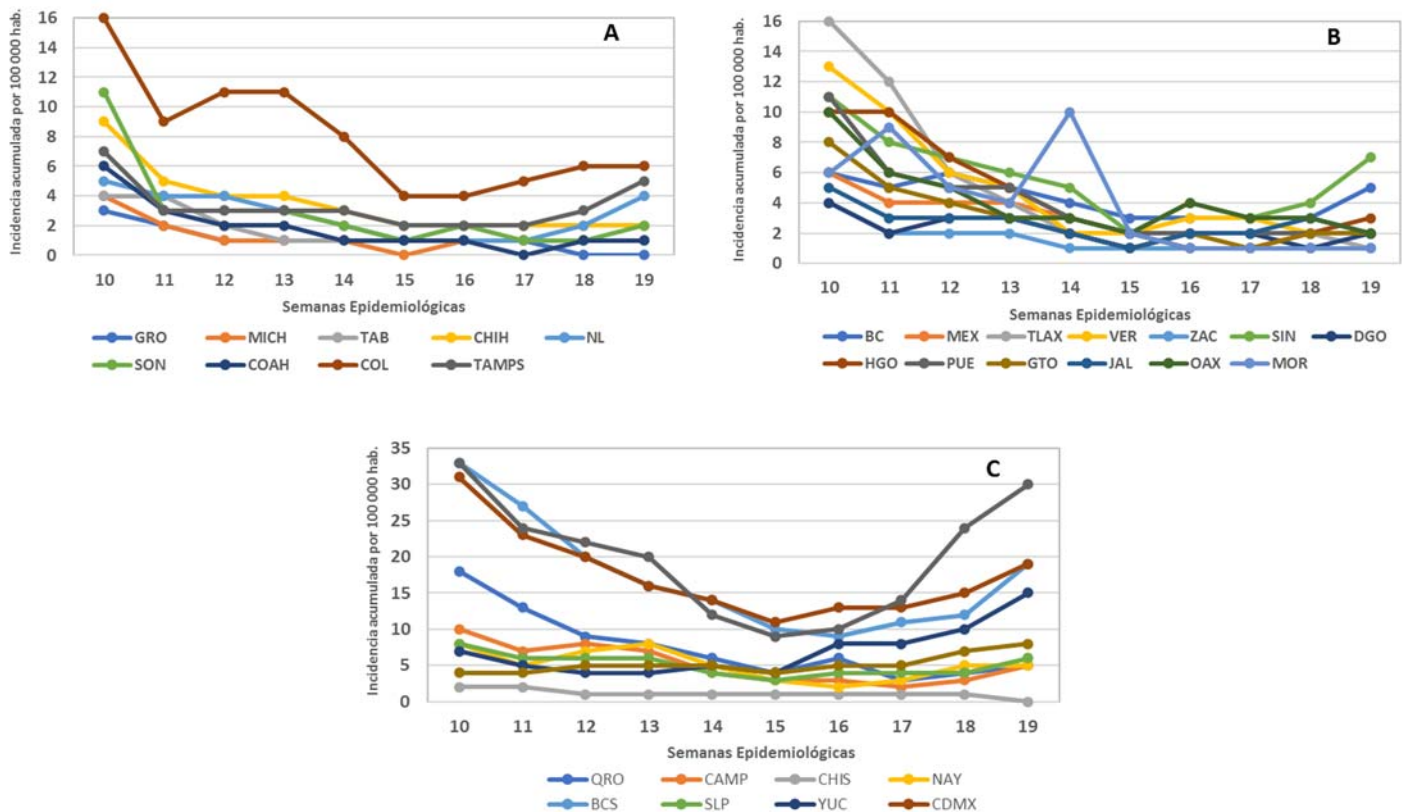 Incidencia acumulada por 100 000 hab.
16
14
12
10
8
6
4
2
0
A
10 11 12 13 14 15 16 17 18 19
Semanas Epidemiológicas
GRO MICH TAB CHIH NL
SON COAH COL TAMPS
Incidencia acumulada por 100 000 hab.
16
14
12
10
8
6
4
2
0
B
10 11 12 13 14 15 16 17 18 19
Semanas Epidemiológicas
BC MEX TLAX VER ZAC SIN DGO
HGO PUE GTO JAL OAX MOR
Incidencia acumulada por 100 000 hab.
35
30
25
20
15
10
5
0
C
10 11 12 13 14 15 16 17 18 19
Semanas Epidemiológicas
QRO CAMP CHIS NAY
BCS SLP YUC CDMX